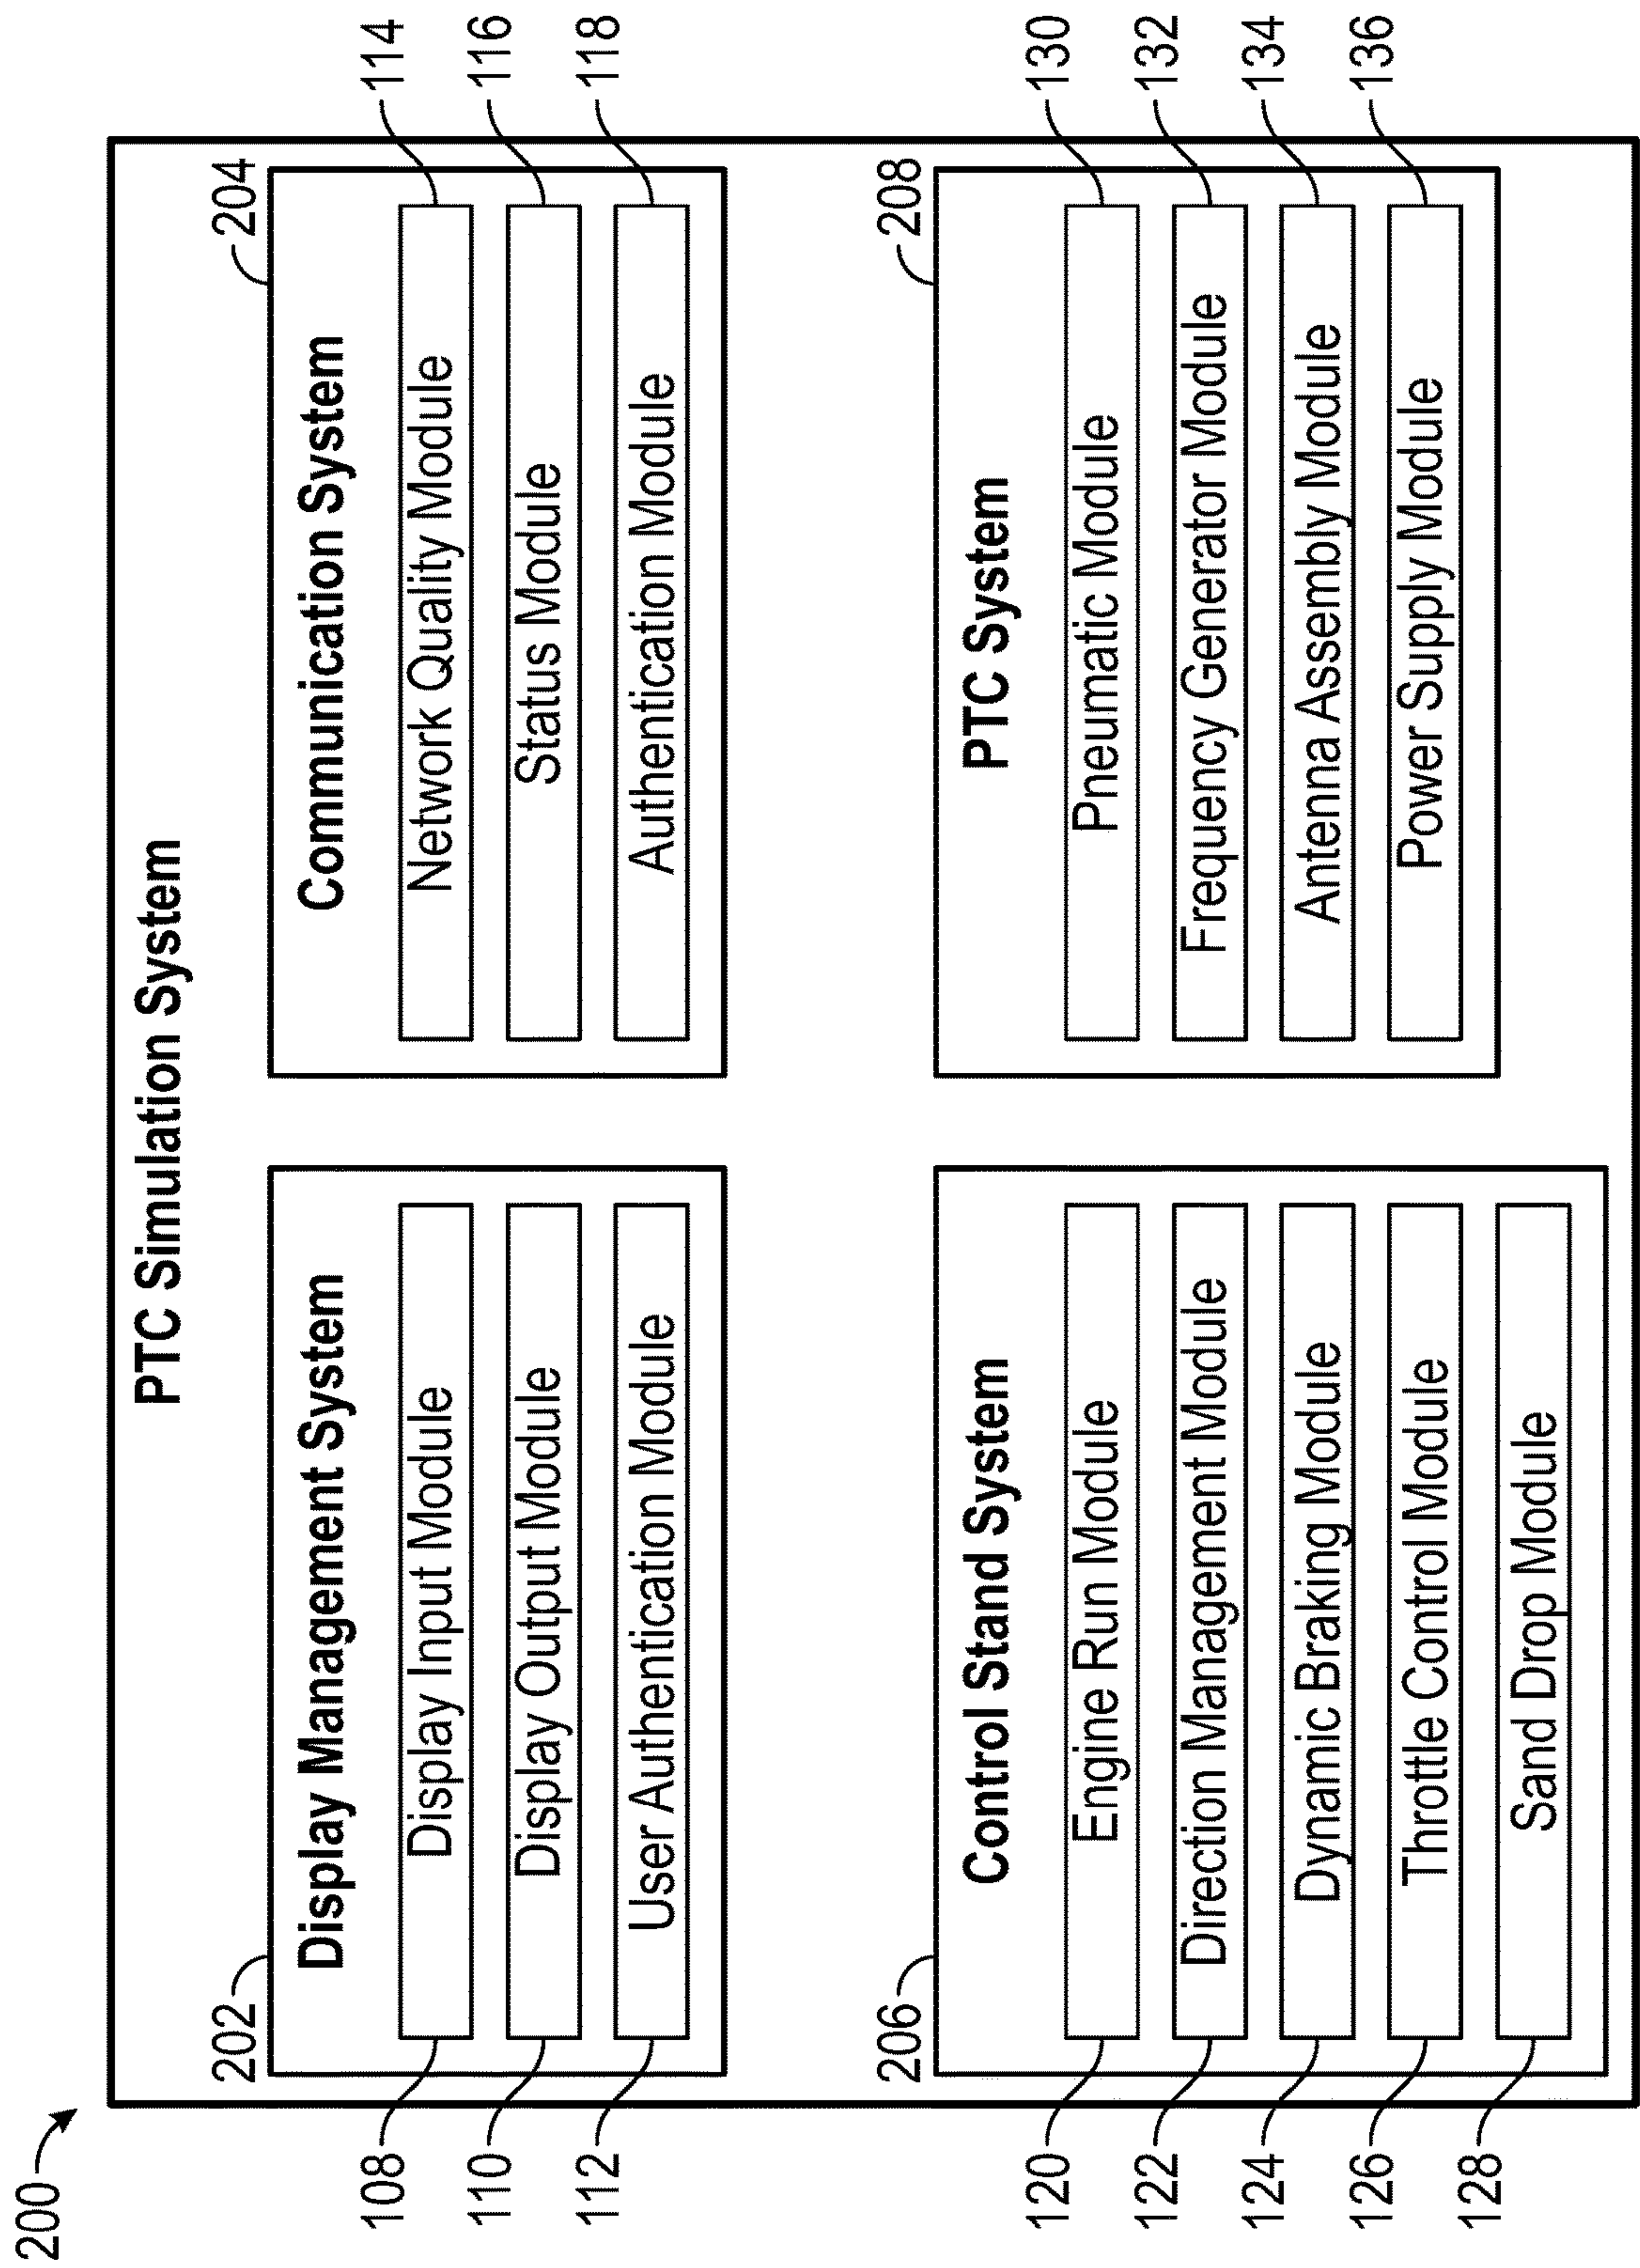 200
PTC Simulation System
202
Display Management System
108
Display Input Module
110
Display Output Module
112
User Authentication Module
204
Communication System
Network Quality Module
114
Status Module
116
Authentication Module
118
206
Control Stand System
120
Engine Run Module
122
Direction Management Module
124
Dynamic Braking Module
126
Throttle Control Module
128
Sand Drop Module
208
PTC System
Pneumatic Module
130
Frequency Generator Module
132
Antenna Assembly Module
134
Power Supply Module
136